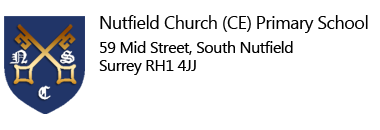 Nutfield Church (CE) Primary School
59 Mid Street, South Nutfield
Surrey RH1 4JJ
N S
C